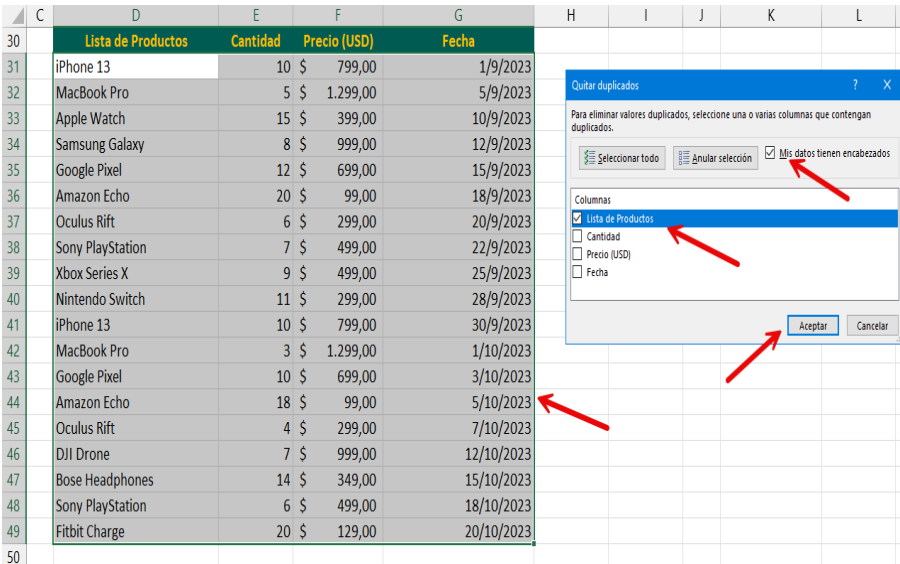 C D E F G H I J K L
30 Lista de Productos Cantidad Precio (USD) Fecha
31 iPhone 13 10 $ 799,00 1/9/2023
32 MacBook Pro 5 $ 1.299,00 5/9/2023
33 Apple Watch 15 $ 399,00 10/9/2023
34 Samsung Galaxy 8 $ 999,00 12/9/2023
35 Google Pixel 12 $ 699,00 15/9/2023
36 Amazon Echo 20 $ 99,00 18/9/2023
37 Oculus Rift 6 $ 299,00 20/9/2023
38 Sony PlayStation 7 $ 499,00 22/9/2023
39 Xbox Series X 9 $ 499,00 25/9/2023
40 Nintendo Switch 11 $ 299,00 28/9/2023
41 iPhone 13 10 $ 799,00 30/9/2023
42 MacBook Pro 3 $ 1.299,00 1/10/2023
43 Google Pixel 10 $ 699,00 3/10/2023
44 Amazon Echo 18 $ 99,00 5/10/2023
45 Oculus Rift 4 $ 299,00 7/10/2023
46 DJI Drone 7 $ 999,00 12/10/2023
47 Bose Headphones 14 $ 349,00 15/10/2023
48 Sony PlayStation 6 $ 499,00 18/10/2023
49 Fitbit Charge 20 $ 129,00 20/10/2023
50
Quitar duplicados ? X
Para eliminar valores duplicados, seleccione una o varias columnas que contengan
duplicados.
Seleccionar todo Anular selección Mis datos tienen encabezados
Columnas
Lista de Productos
Cantidad
Precio (USD)
Fecha
Aceptar Cancelar